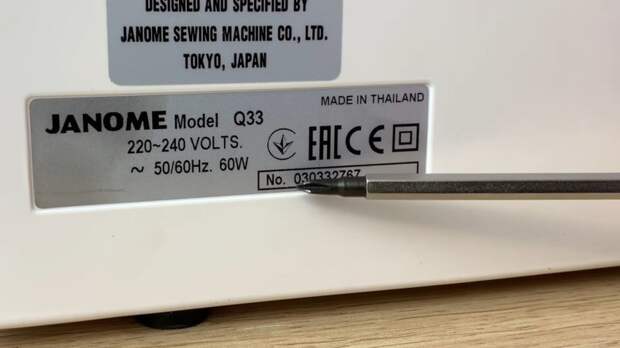 DESIGNED AND SPECIFIED BY
JANOME SEWING MACHINE CO., LTD.
TOKYO, JAPAN
MADE IN THAILAND
JANOME Model Q33
220~240 VOLTS.
~ 50/60Hz. 60W
EAC CE
No. 030332767